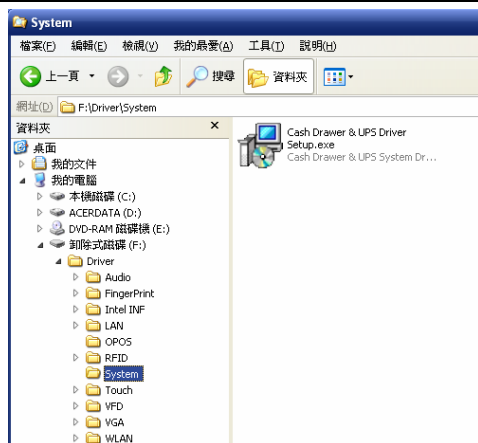 System
檔案(F) 編輯(E) 檢視(V) 我的最愛(A) 工具(T) 說明(H)
上一頁 搜尋 資料夾
網址(D) F:\Driver\System
資料夾 ×
桌面
我的文件
我的電腦
本機磁碟 (C:)
ACERDATA (D:)
DVD-RAM 磁碟機 (E:)
卸除式磁碟 (F:)
Driver
Audio
FingerPrint
Intel INF
LAN
OPOS
RFID
System
Touch
VFD
VGA
WLAN
Cash Drawer & UPS Driver
Setup.exe
Cash Drawer & UPS System Dr...